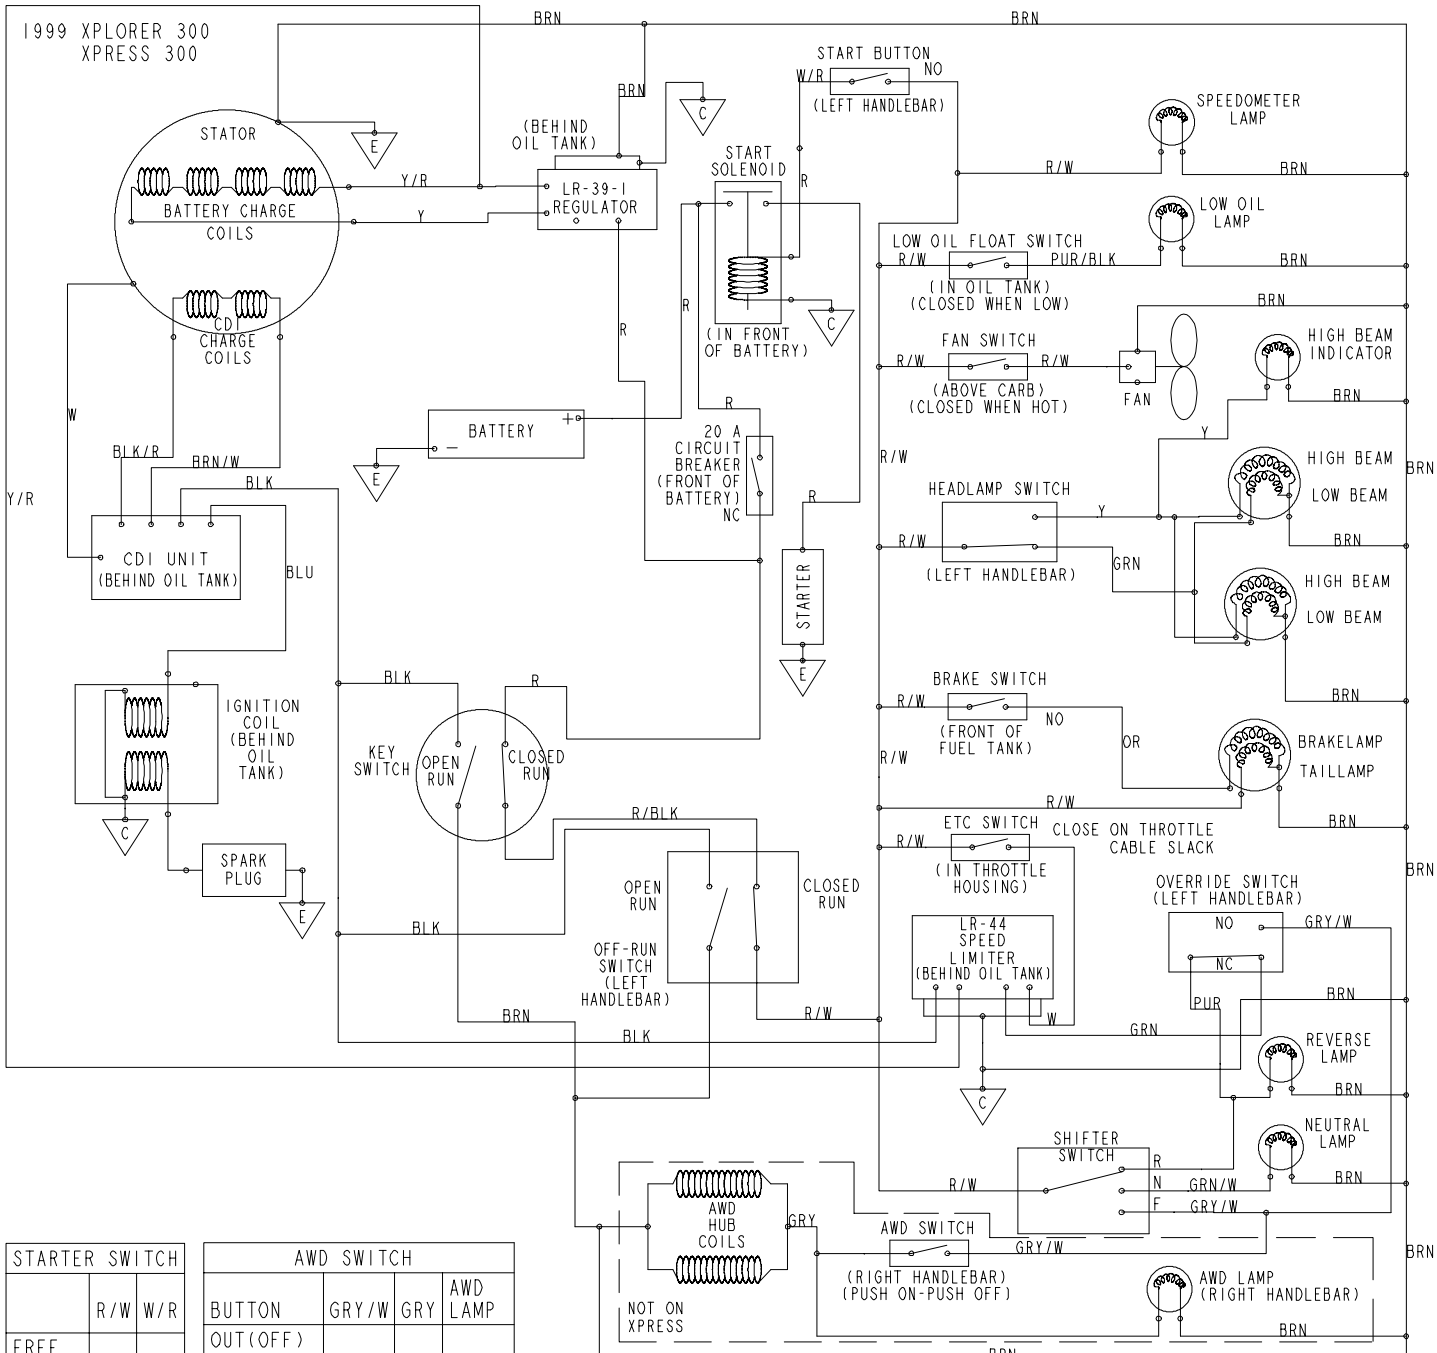 1999 XPLORER 300
XPRESS 300
BRN
BRN
START BUTTON
W/R
NO
(LEFT HANDLEBAR)
SPEEDOMETER
LAMP
BRN
C
STATOR
E
(BEHIND
OIL TANK)
START
SOLENOID
R
R/W
BRN
Y/R
LR-39-1
REGULATOR
BATTERY CHARGE
COILS
Y
LOW OIL
LAMP
LOW OIL FLOAT SWITCH
R/W
PUR/BLK
BRN
(IN OIL TANK)
(CLOSED WHEN LOW)
BRN
CDI
CHARGE
COILS
R
R
C
(IN FRONT
OF BATTERY)
FAN SWITCH
R/W
R/W
(ABOVE CARB)
(CLOSED WHEN HOT)
FAN
HIGH BEAM
INDICATOR
BRN
W
R
BATTERY
+
−
E
20 A
CIRCUIT
BREAKER
(FRONT OF
BATTERY)
NC
Y
R/W
HIGH BEAM
LOW BEAM
BRN
BLK/R
BRN/W
BLK
Y/R
R
HEADLAMP SWITCH
Y
R/W
GRN
(LEFT HANDLEBAR)
BRN
CDI UNIT
(BEHIND OIL TANK)
BLU
STARTER
E
HIGH BEAM
LOW BEAM
BRN
BLK
R
IGNITION
COIL
(BEHIND
OIL
TANK)
C
KEY
SWITCH
OPEN
RUN
CLOSED
RUN
BRAKE SWITCH
R/W
NO
(FRONT OF
FUEL TANK)
OR
R/W
BRAKELAMP
TAILLAMP
R/W
BRN
R/BLK
ETC SWITCH
R/W
CLOSE ON THROTTLE
CABLE SLACK
(IN THROTTLE
HOUSING)
SPARK
PLUG
E
OPEN
RUN
CLOSED
RUN
BRN
OVERRIDE SWITCH
(LEFT HANDLEBAR)
NO
GRY/W
NC
BLK
OFF-RUN
SWITCH
(LEFT
HANDLEBAR)
LR-44
SPEED
LIMITER
(BEHIND OIL TANK)
PUR
BRN
BRN
R/W
W
GRN
BLK
REVERSE
LAMP
BRN
C
NEUTRAL
LAMP
SHIFTER
SWITCH
R
R/W
N
GRN/W
BRN
F
GRY/W
AWD
HUB
COILS
GRY
AWD SWITCH
GRY/W
BRN
(RIGHT HANDLEBAR)
(PUSH ON-PUSH OFF)
AWD LAMP
(RIGHT HANDLEBAR)
NOT ON
XPRESS
BRN
BRN
STARTER SWITCH
R/W W/R
FREE
AWD SWITCH
BUTTON GRY/W GRY AWD
LAMP
OUT(OFF)